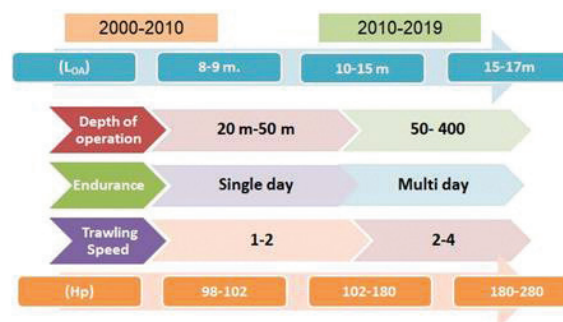 2000-2010 2010-2019
(LOA) 8-9 m. 10-15 m 15-17m
Depth of
operation
20 m-50 m 50- 400
Endurance Single day Multi day
Trawling
Speed
1-2 2-4
(Hp) 98-102 102-180 180-280